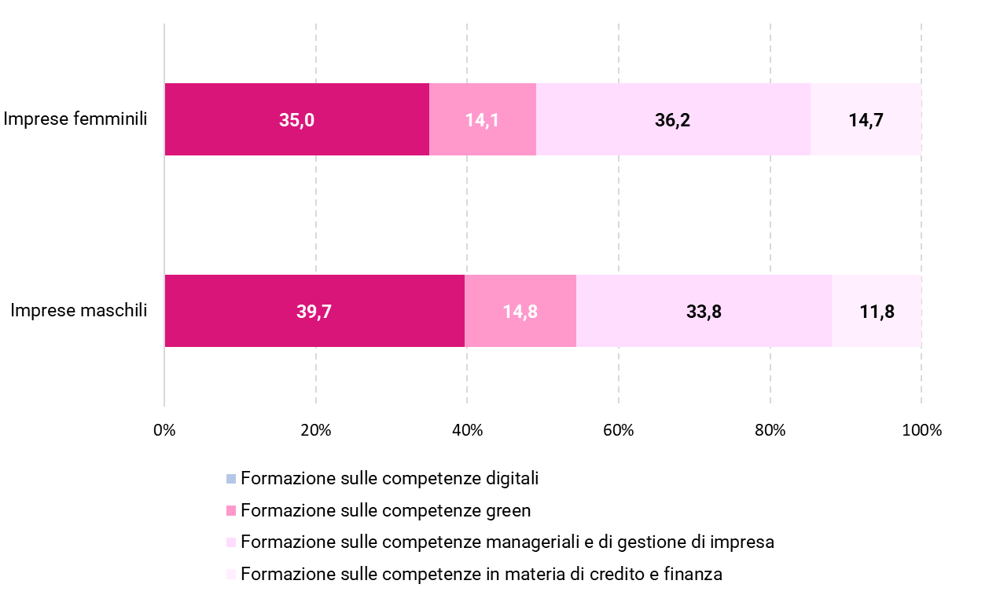 Imprese femminili
35,0 14,1 36,2 14,7
Imprese maschili
39,7 14,8 33,8 11,8
0% 20% 40% 60% 80% 100%
Formazione sulle competenze digitali
Formazione sulle competenze green
Formazione sulle competenze manageriali e di gestione di impresa
Formazione sulle competenze in materia di credito e finanza